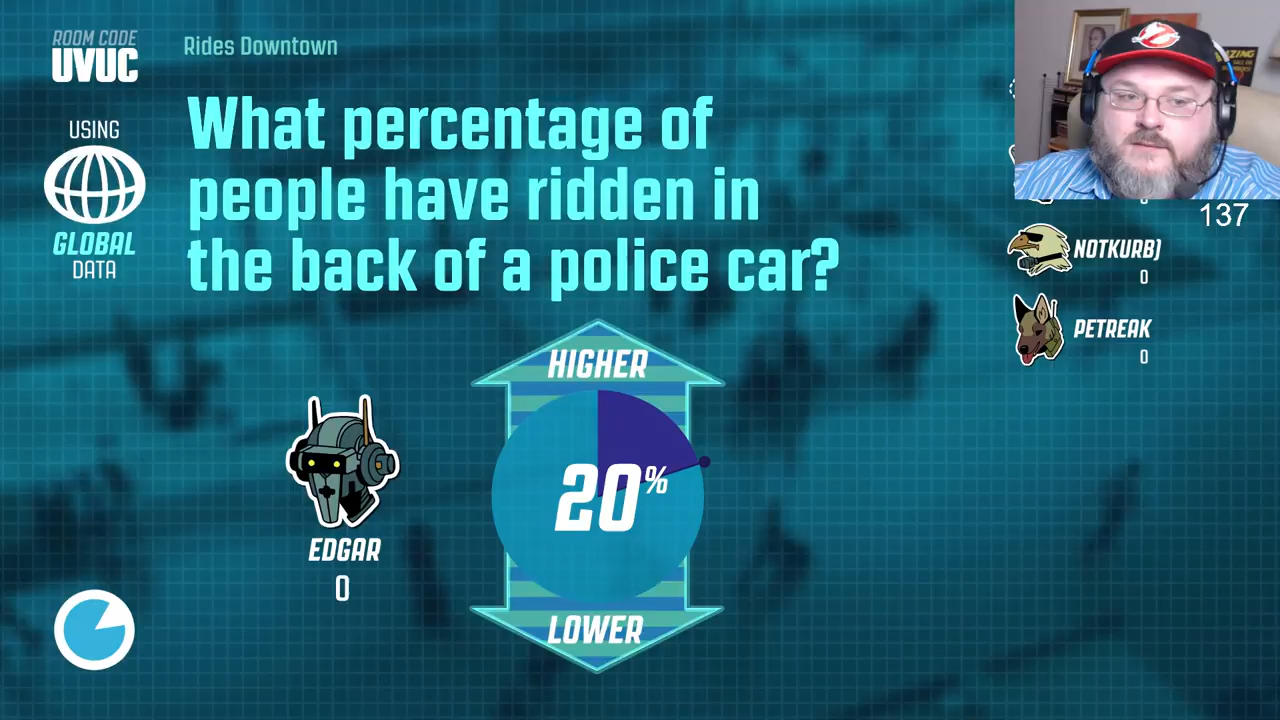 ROOM CODE
UVUC
Rides Downtown
USING
GLOBAL
DATA
What percentage of
people have ridden in
the back of a police car?
HIGHER
20%
LOWER
EDGAR
0
137
NOTKURBJ
0
PETREAK
0